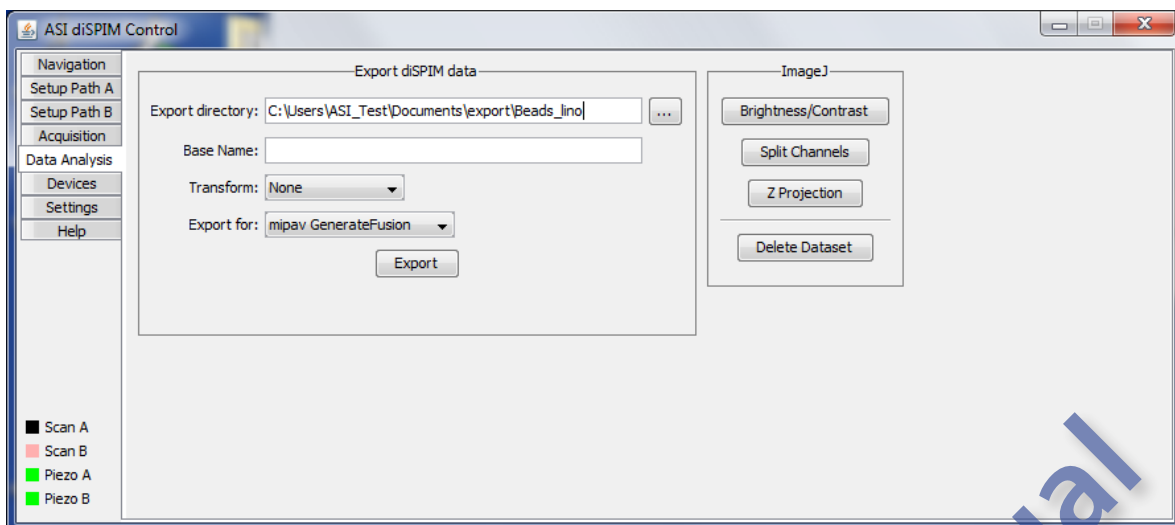 ASI diSPIM Control
Navigation
Setup Path A
Setup Path B
Acquisition
Data Analysis
Devices
Settings
Help
Export diSPIM data
Export directory: C:\Users\ASI_Test\Documents\export\Beads_lino ...
Base Name:
Transform: None
Export for: mipav GenerateFusion
Export
ImageJ
Brightness/Contrast
Split Channels
Z Projection
Delete Dataset
Scan A
Scan B
Piezo A
Piezo B